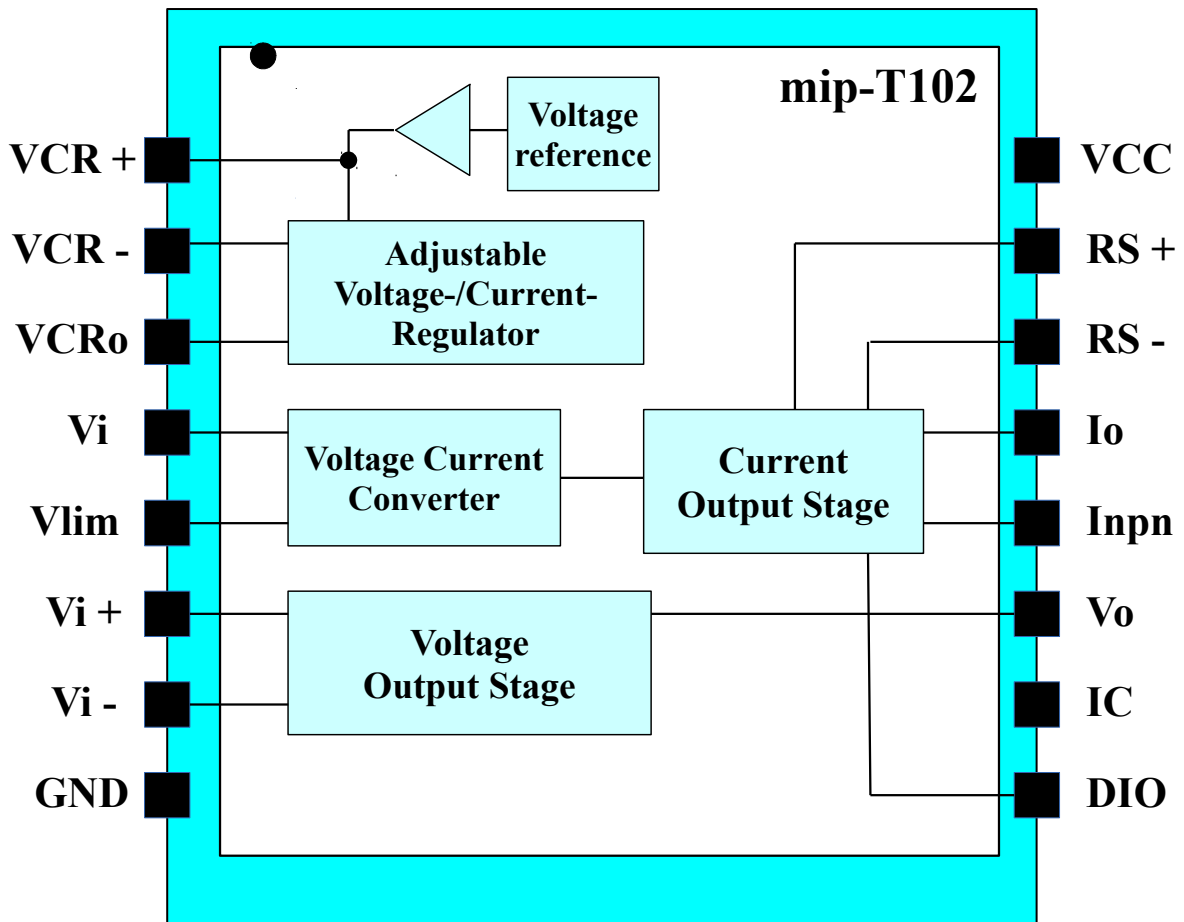 mip-T102
Voltage
reference
VCR +
VCC
VCR -
Adjustable
Voltage-/Current-
Regulator
RS +
VCRo
RS -
Vi
Voltage Current
Converter
Current
Output Stage
Io
Vlim
Inpn
Vi +
Voltage
Output Stage
Vo
Vi -
IC
GND
DIO